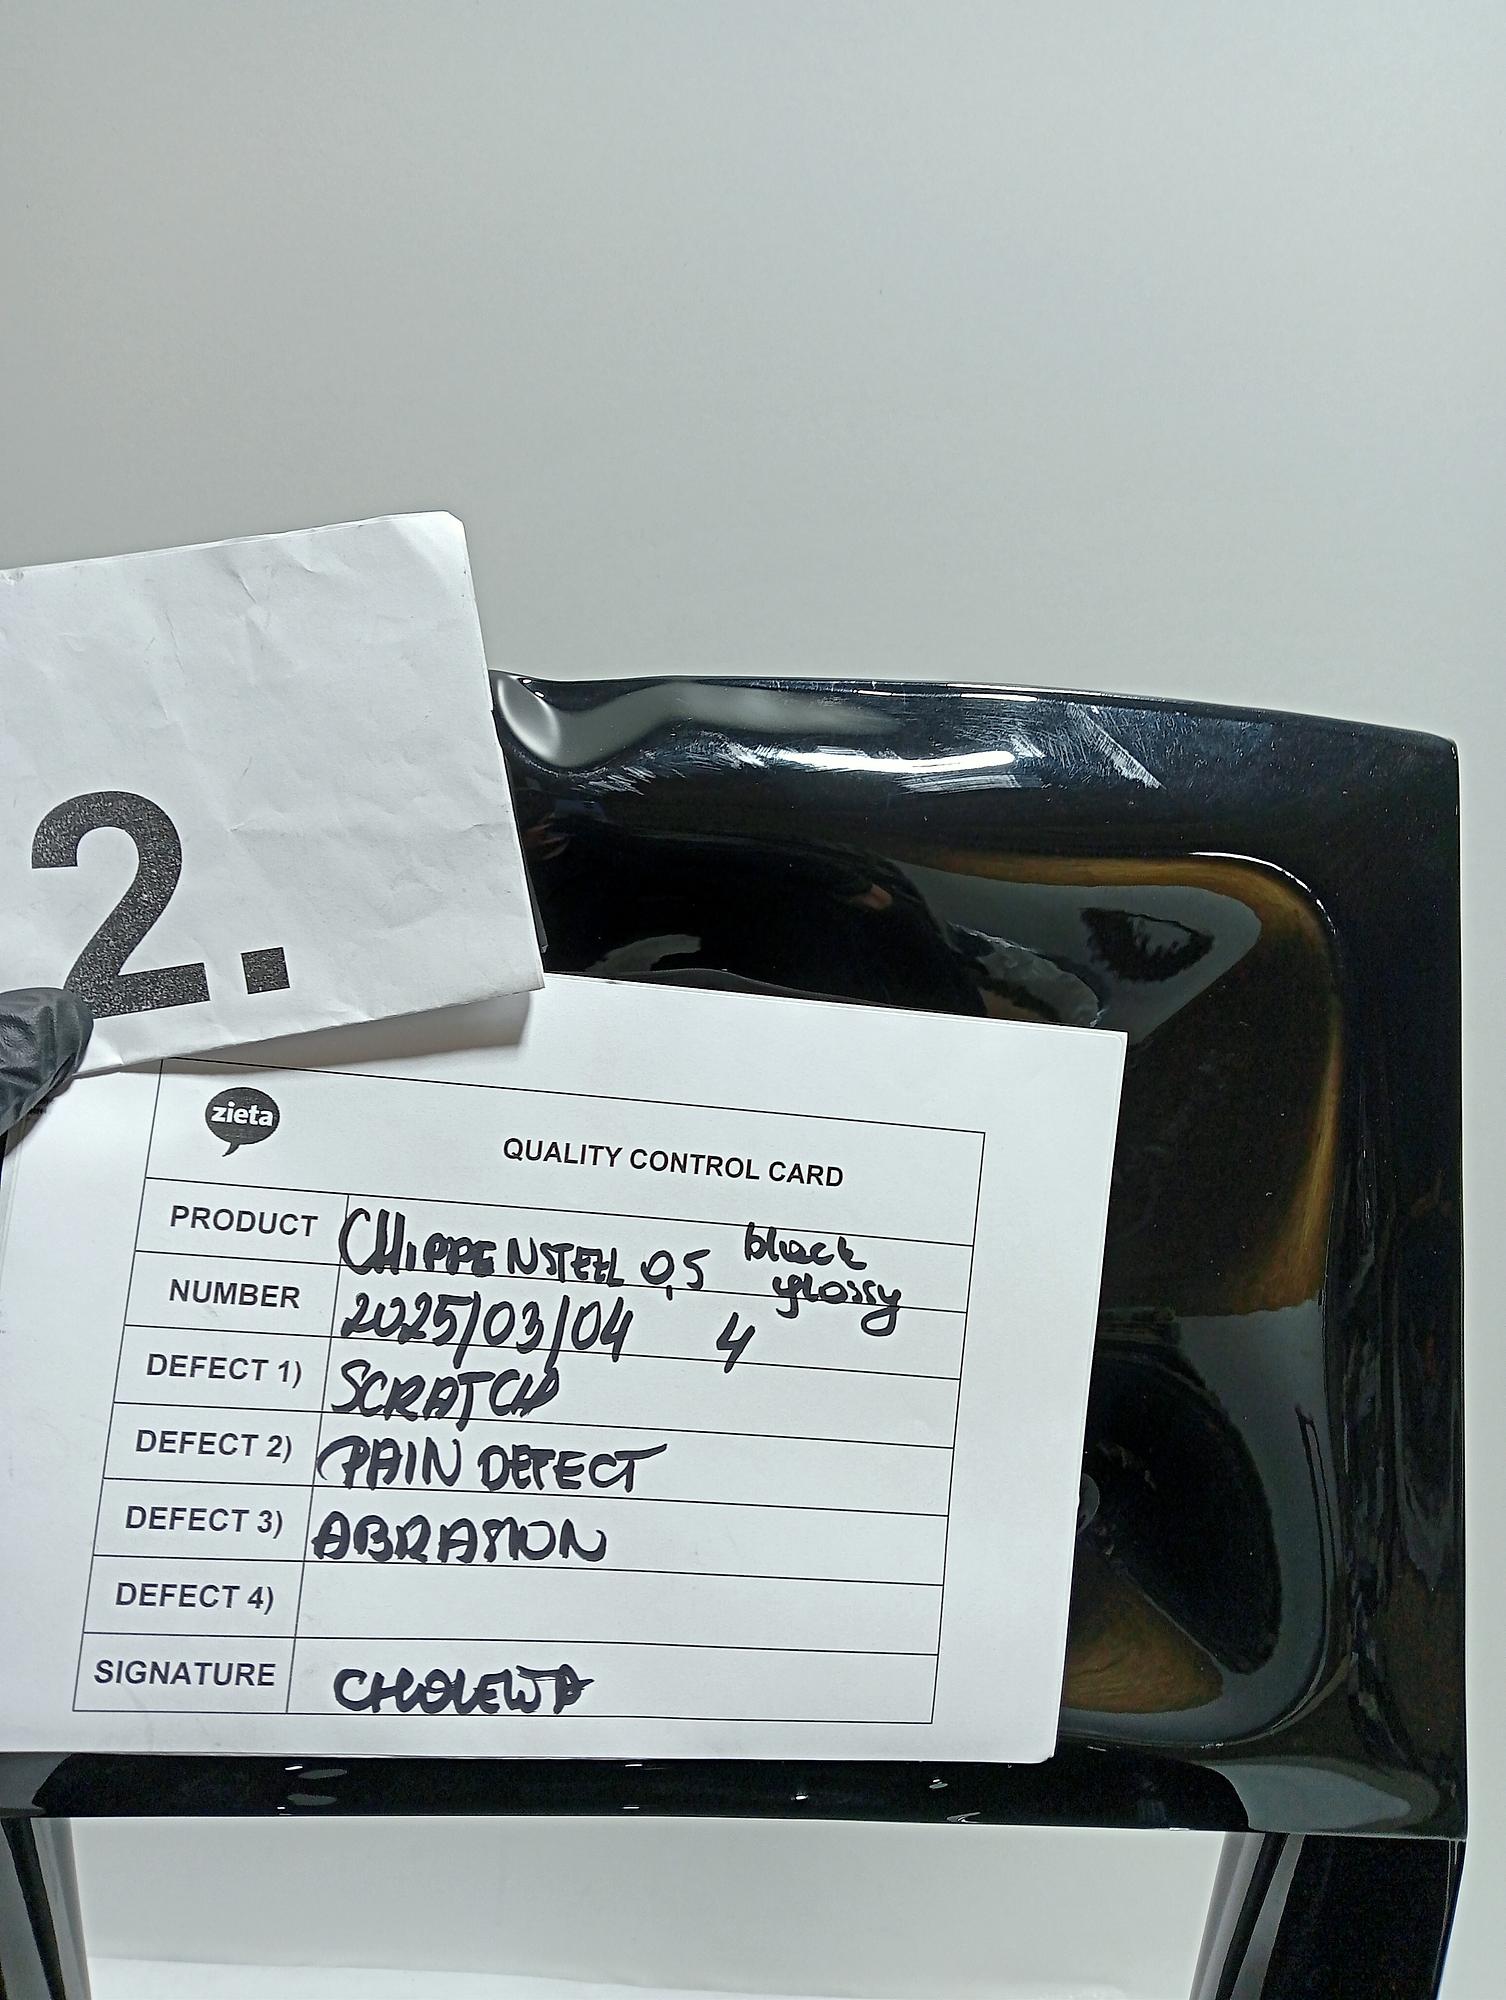 2.
zieta
QUALITY CONTROL CARD
PRODUCT CHIPPENSTEEL 0,5 black glossy
NUMBER 2025/03/04 4
DEFECT 1) SCRATCH
DEFECT 2) PAIN DEFECT
DEFECT 3) ABRASION
DEFECT 4)
SIGNATURE CHOLEWA